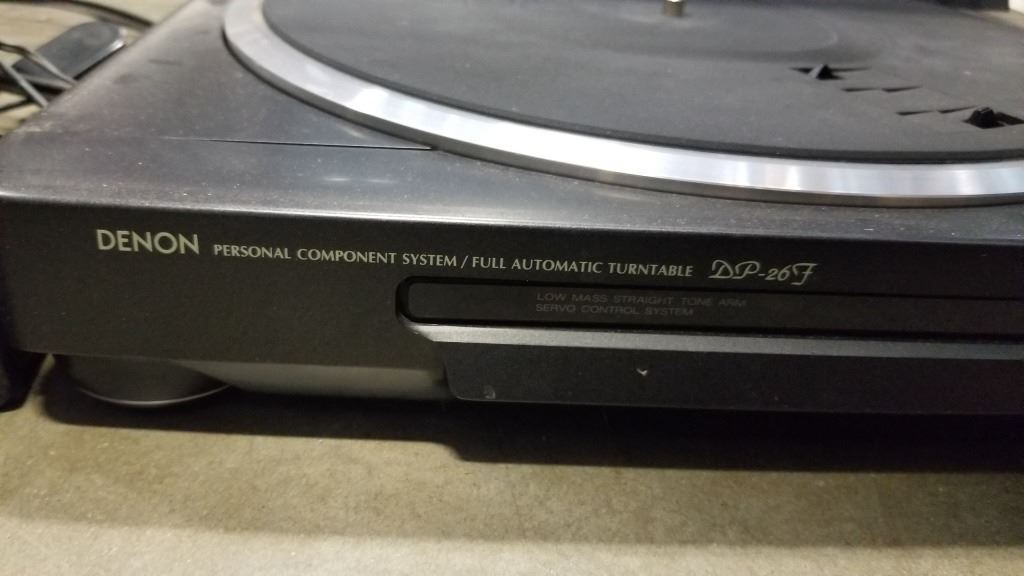 DENON PERSONAL COMPONENT SYSTEM / FULL AUTOMATIC TURNTABLE DP-26F
LOW MASS STRAIGHT TONE ARM
SERVO CONTROL SYSTEM